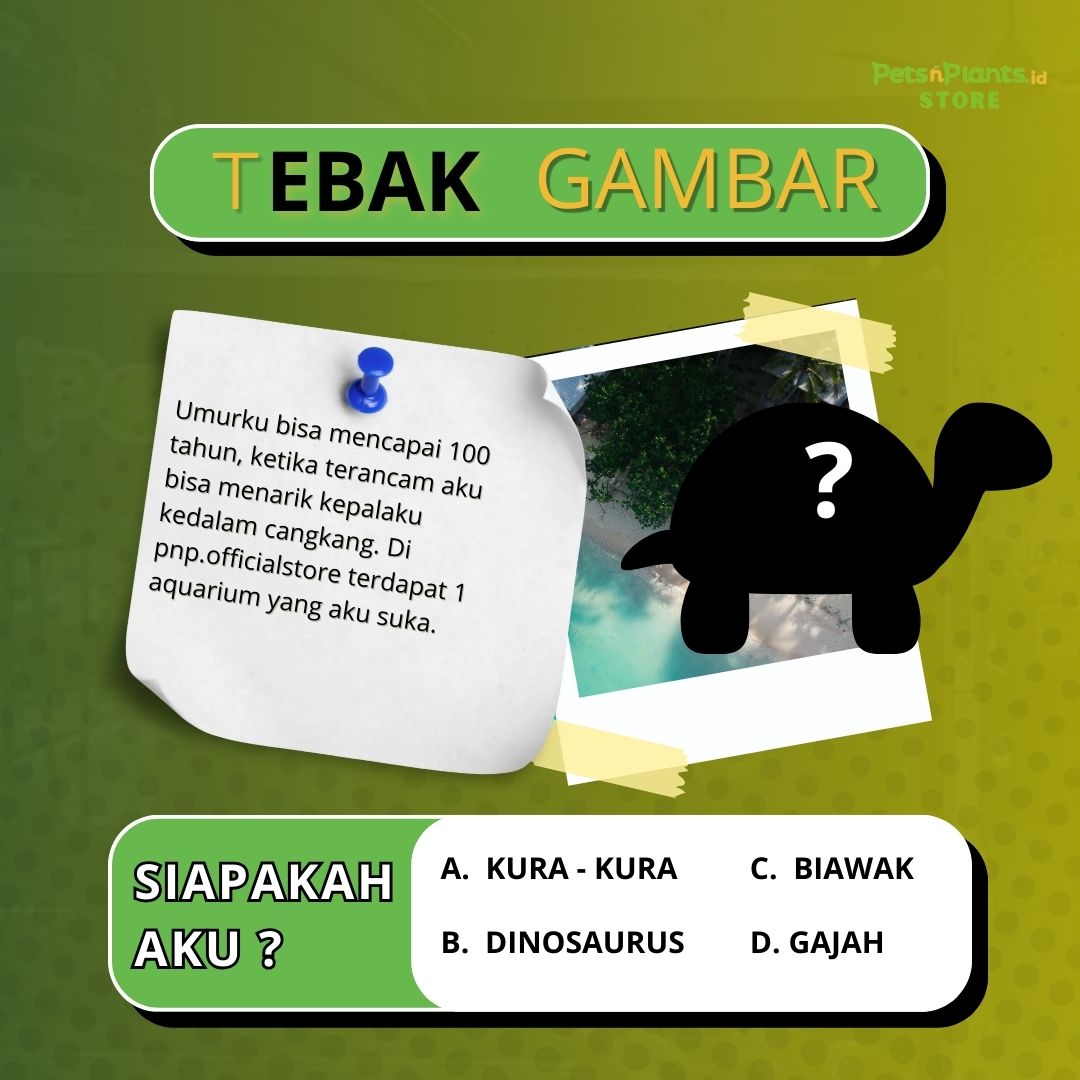 PetsnPlants.id
STORE
TEBAK GAMBAR
Umurku bisa mencapai 100
tahun, ketika terancam aku
bisa menarik kepalaku
kedalam cangkang. Di
pnp.officialstore terdapat 1
aquarium yang aku suka.
?
SIAPAKAH
AKU ?
A. KURA - KURA
B. DINOSAURUS
C. BIAWAK
D. GAJAH